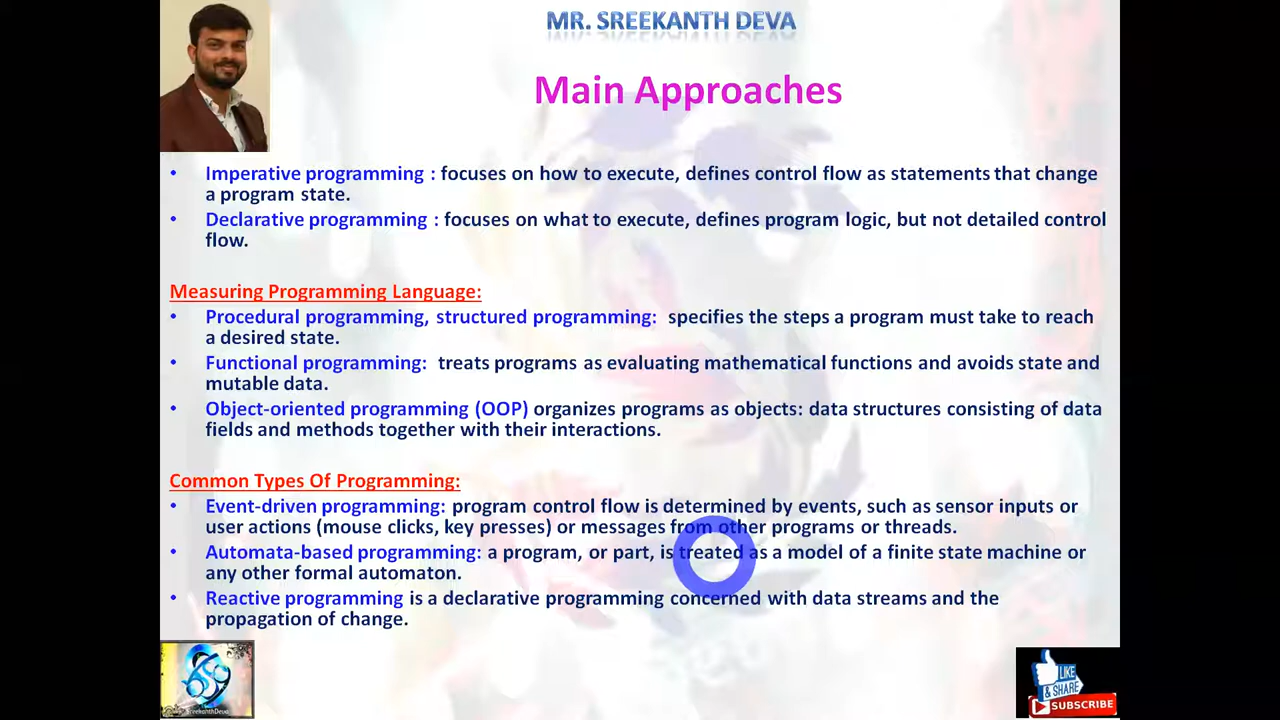 MR. SREEKANTH DEVA
Main Approaches
• Imperative programming : focuses on how to execute, defines control flow as statements that change
a program state.
• Declarative programming : focuses on what to execute, defines program logic, but not detailed control
flow.
Measuring Programming Language:
• Procedural programming, structured programming: specifies the steps a program must take to reach
a desired state.
• Functional programming: treats programs as evaluating mathematical functions and avoids state and
mutable data.
• Object-oriented programming (OOP) organizes programs as objects: data structures consisting of data
fields and methods together with their interactions.
Common Types Of Programming:
• Event-driven programming: program control flow is determined by events, such as sensor inputs or
user actions (mouse clicks, key presses) or messages from other programs or threads.
• Automata-based programming: a program, or part, is treated as a model of a finite state machine or
any other formal automaton.
• Reactive programming is a declarative programming concerned with data streams and the
propagation of change.
SreekanthDeva
LIKE
& SHARE
SUBSCRIBE